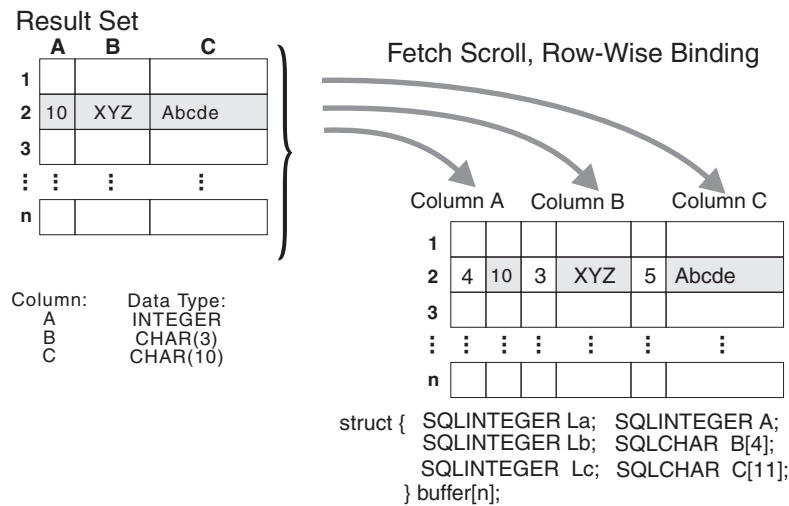 Result Set
A B C
1
2 10 XYZ Abcde
3
n
Column: Data Type:
A INTEGER
B CHAR(3)
C CHAR(10)
Fetch Scroll, Row-Wise Binding
Column A Column B Column C
1
2 4 10 3 XYZ 5 Abcde
3
n
struct { SQLINTEGER La; SQLINTEGER A;
SQLINTEGER Lb; SQLCHAR B[4];
SQLINTEGER Lc; SQLCHAR C[11];
} buffer[n];